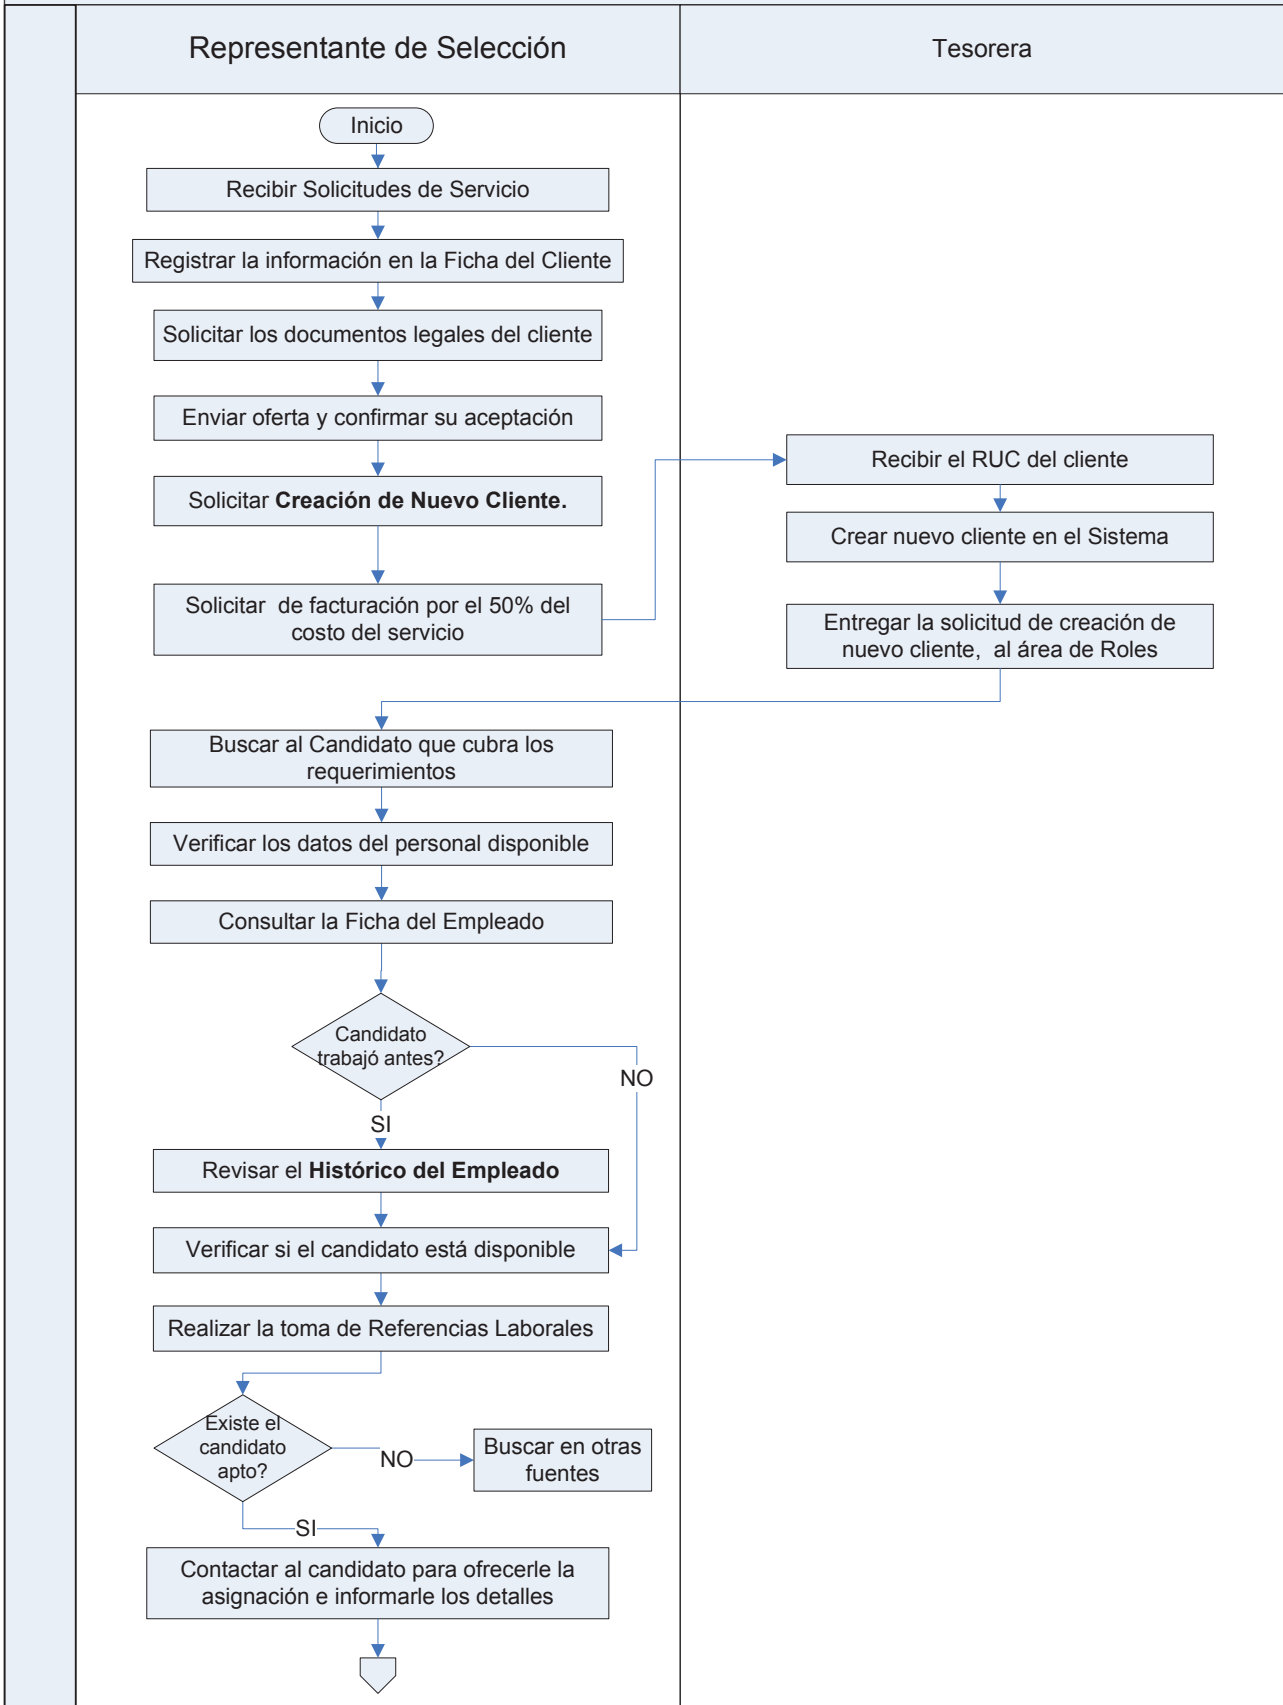 Representante de Selección
Tesorera
Inicio
Recibir Solicitudes de Servicio
Registrar la información en la Ficha del Cliente
Solicitar los documentos legales del cliente
Enviar oferta y confirmar su aceptación
Solicitar Creación de Nuevo Cliente.
Solicitar de facturación por el 50% del
costo del servicio
Recibir el RUC del cliente
Crear nuevo cliente en el Sistema
Entregar la solicitud de creación de
nuevo cliente, al área de Roles
Buscar al Candidato que cubra los
requerimientos
Verificar los datos del personal disponible
Consultar la Ficha del Empleado
Candidato
trabajó antes?
NO
SI
Revisar el Histórico del Empleado
Verificar si el candidato está disponible
Realizar la toma de Referencias Laborales
Existe el
candidato
apto?
NO
Buscar en otras
fuentes
SI
Contactar al candidato para ofrecerle la
asignación e informarle los detalles